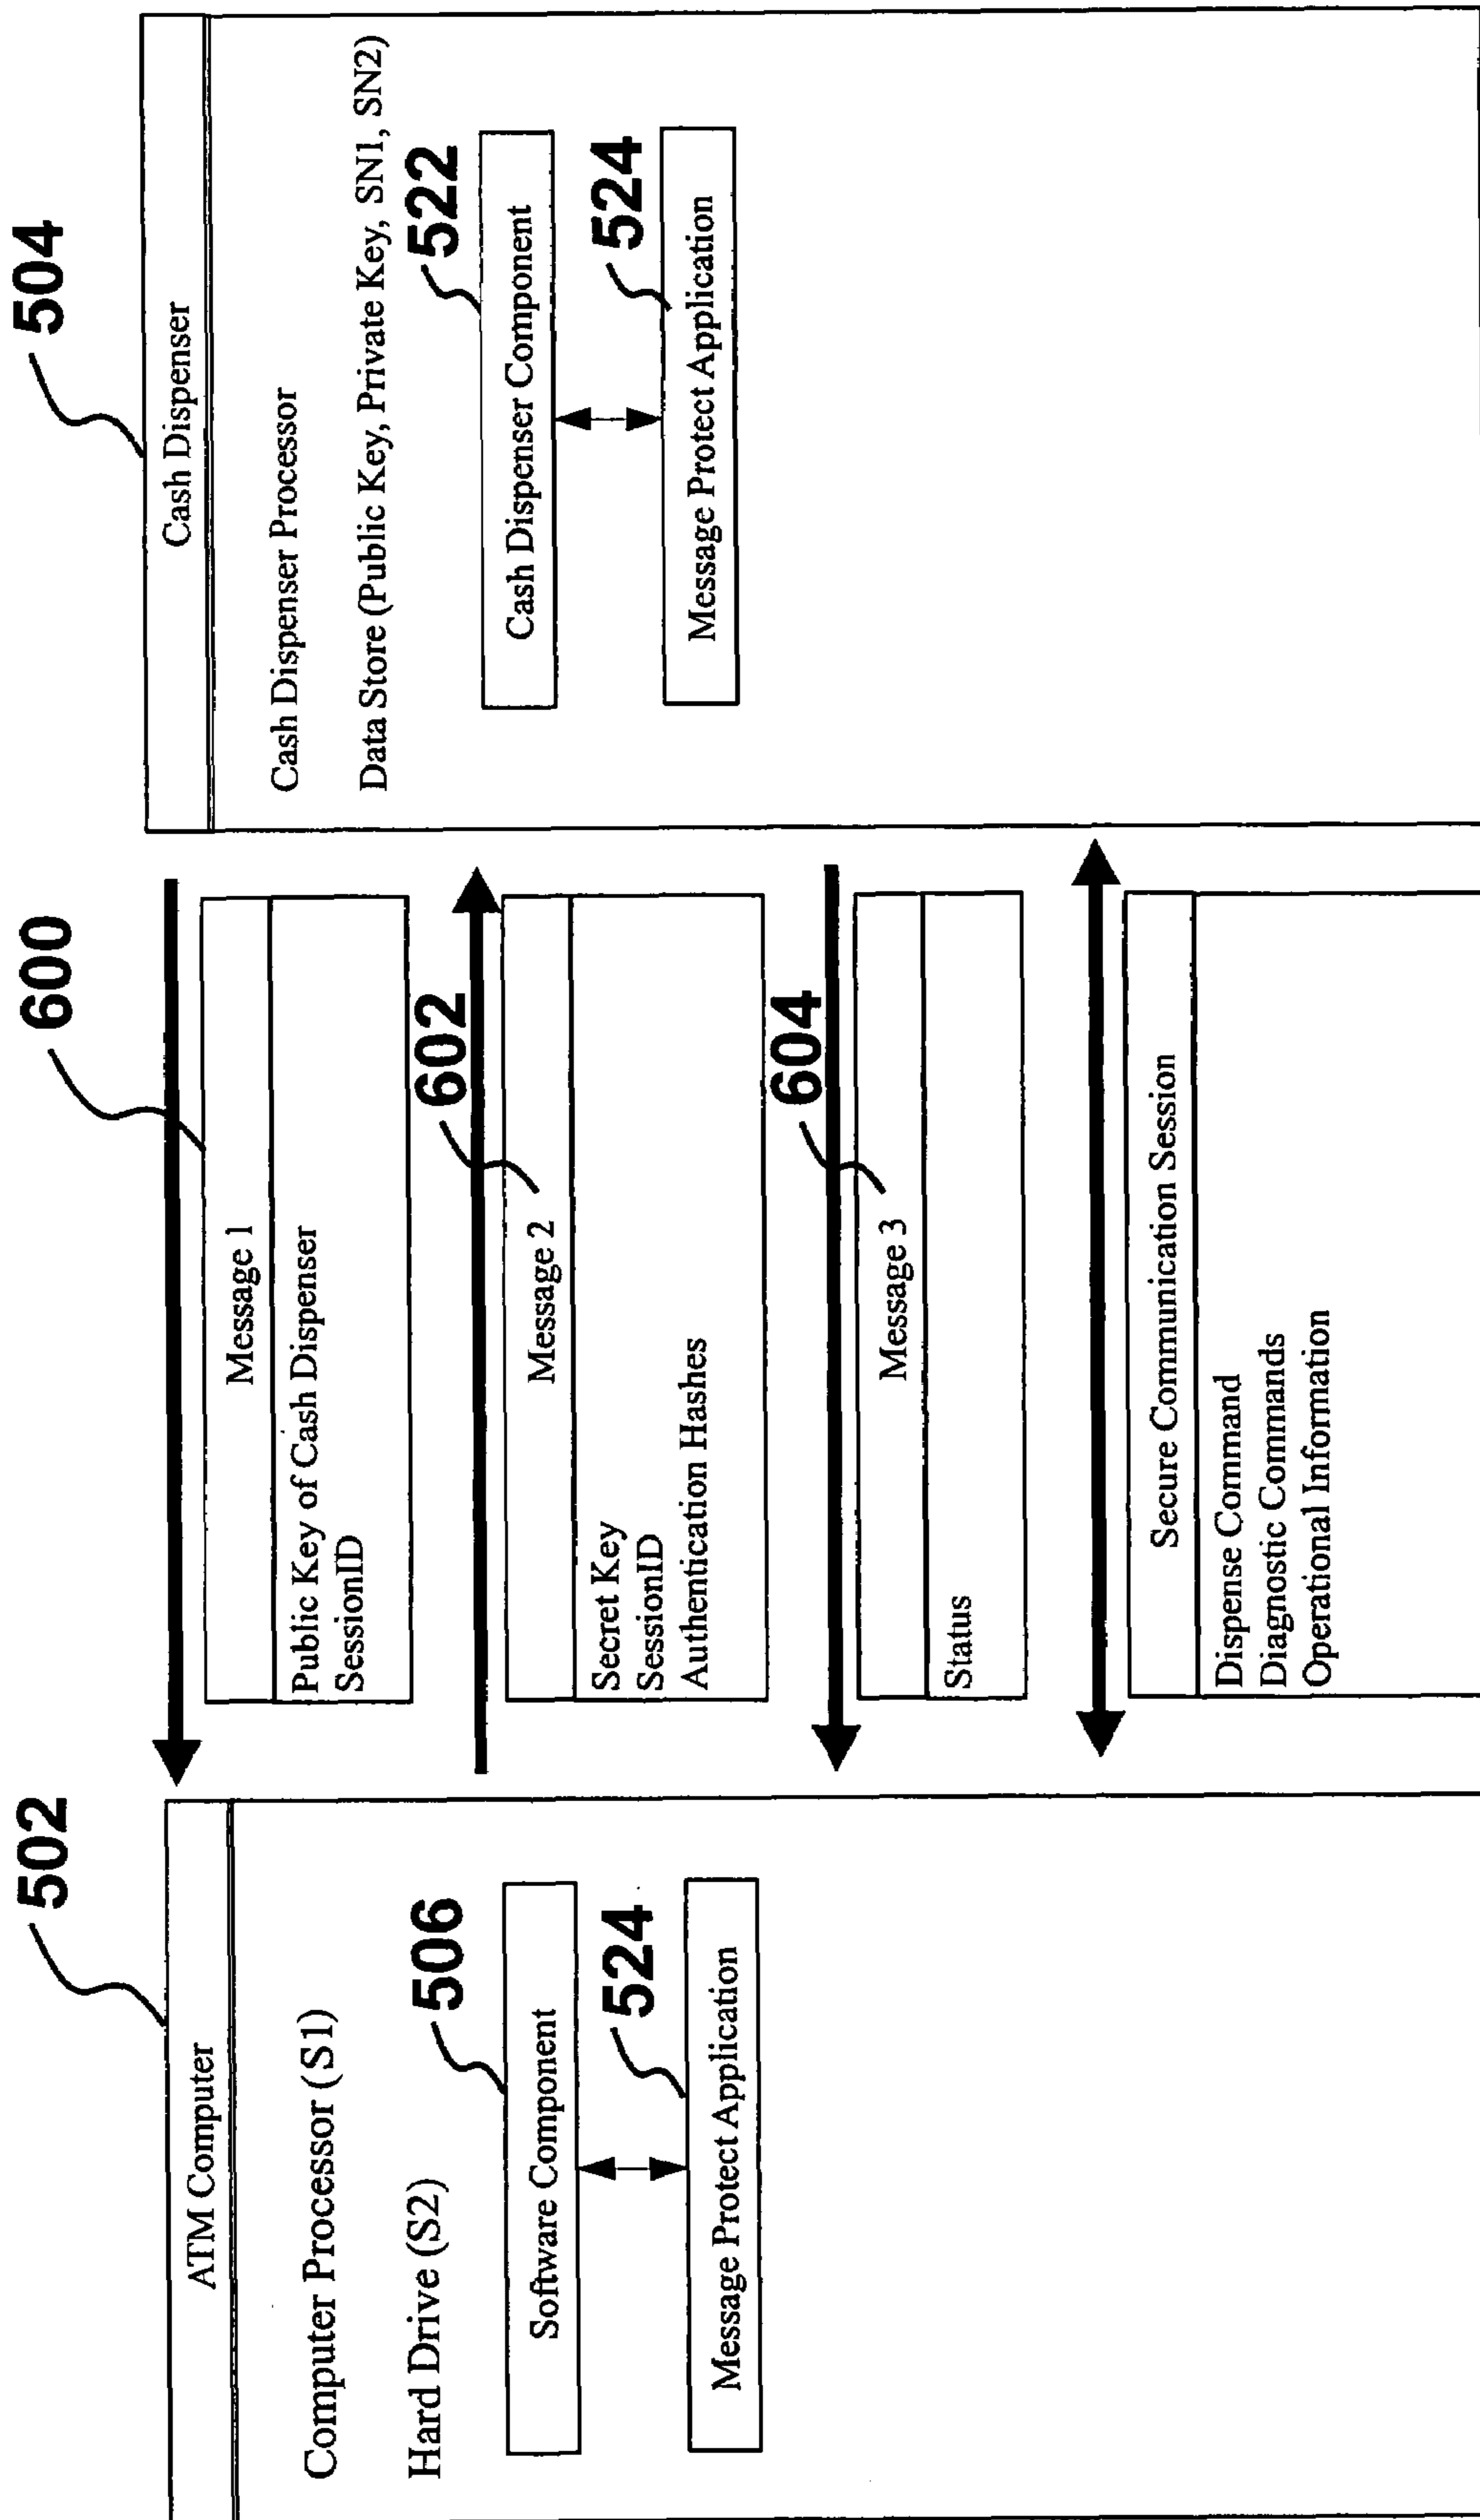 502
ATM Computer
Computer Processor (S1)
Hard Drive (S2)
506
Software Component
524
Message Protect Application
600
Message 1
Public Key of Cash Dispenser
SessionID
602
Message 2
Secret Key
SessionID
Authentication Hashes
604
Message 3
Status
Secure Communication Session
Dispense Command
Diagnostic Commands
Operational Information
504
Cash Dispenser
Cash Dispenser Processor
Data Store (Public Key, Private Key, SN1, SN2)
522
Cash Dispenser Component
524
Message Protect Application